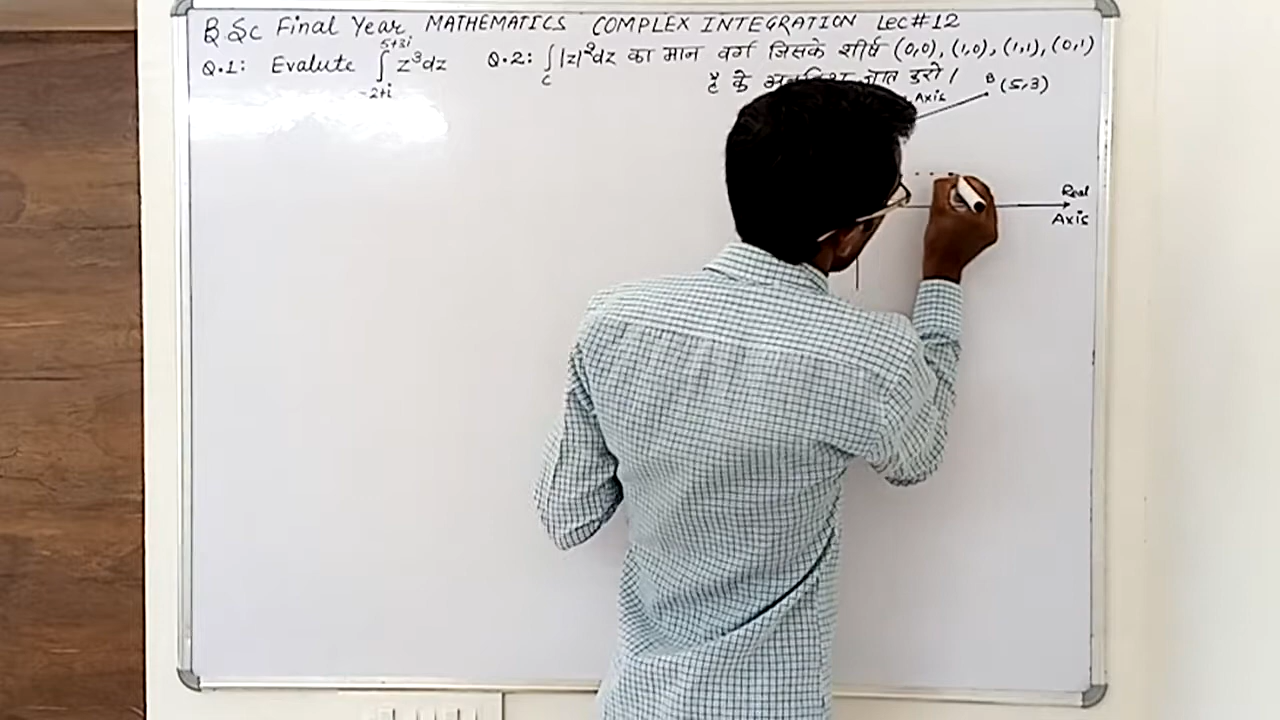 B.Sc Final Year MATHEMATICS COMPLEX INTEGRATION Lec#12
Q.1: Evalute ∫_{-2+i}^{5+3i} z³dz
Q.2: ∫_C |z|²dz का मान वर्ग जिसके शीर्ष (0,0), (1,0), (1,1), (0,1)
है के
B (5,3)
Axis
Real
Axis